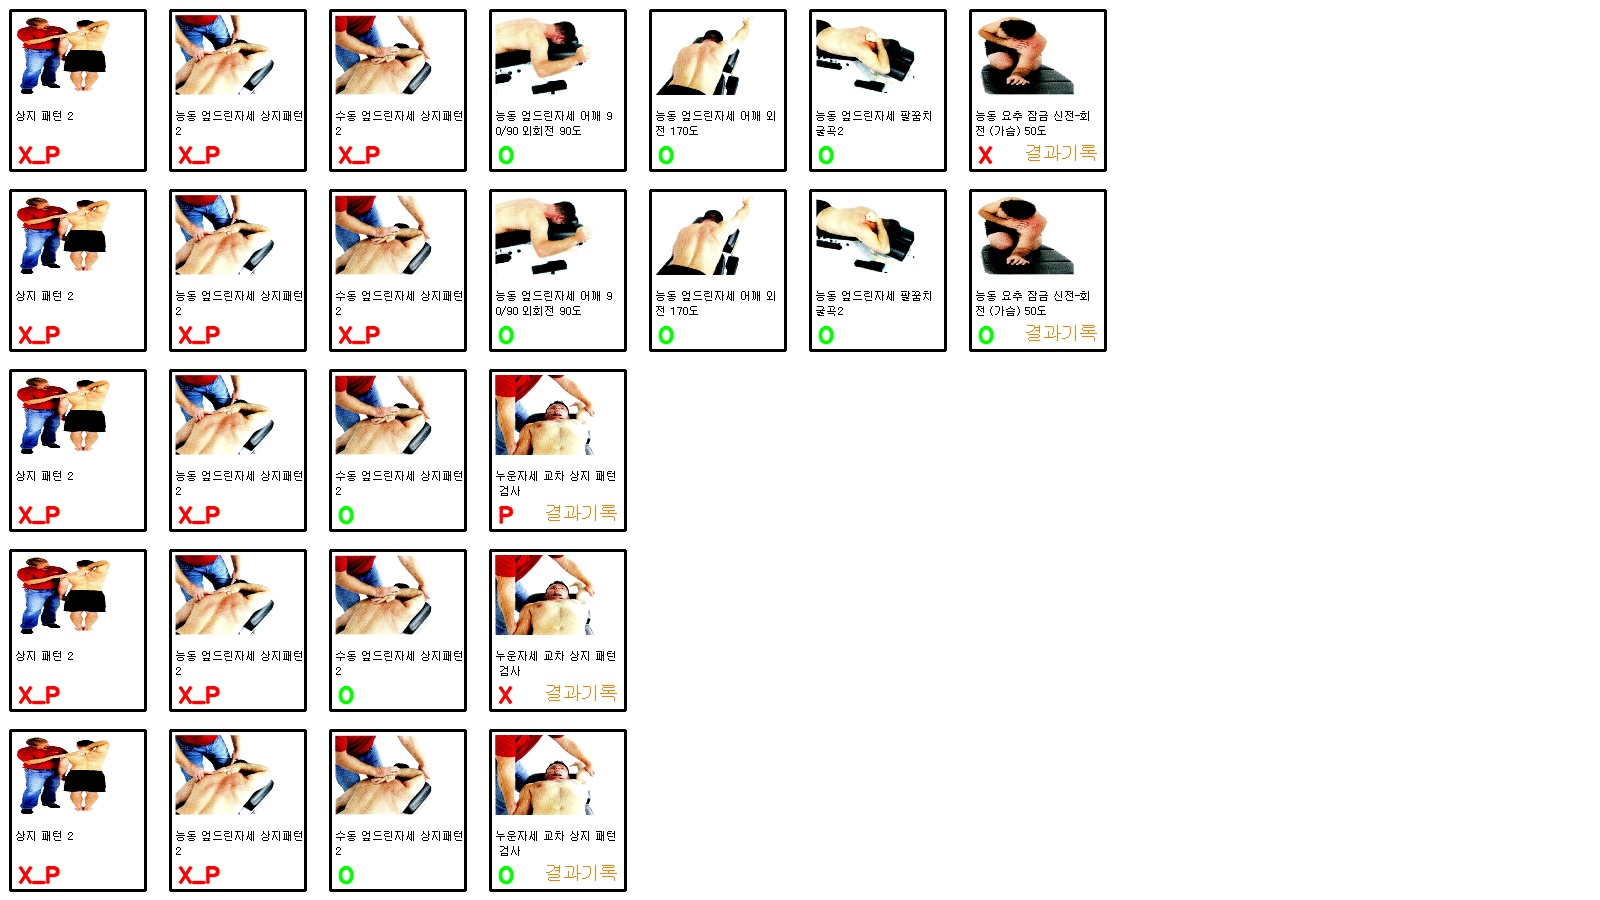 상지 패턴 2
X_P
능동 엎드린자세 상지패턴
2
X_P
수동 엎드린자세 상지패턴
2
X_P
능동 엎드린자세 어깨 9
0/90 외회전 90도
O
능동 엎드린자세 어깨 외
전 170도
O
능동 엎드린자세 팔꿈치
굴곡2
O
능동 요추 잠금 신전-회
전 (가슴) 50도
X 결과기록
상지 패턴 2
X_P
능동 엎드린자세 상지패턴
2
X_P
수동 엎드린자세 상지패턴
2
X_P
능동 엎드린자세 어깨 9
0/90 외회전 90도
O
능동 엎드린자세 어깨 외
전 170도
O
능동 엎드린자세 팔꿈치
굴곡2
O
능동 요추 잠금 신전-회
전 (가슴) 50도
O 결과기록
상지 패턴 2
X_P
능동 엎드린자세 상지패턴
2
X_P
수동 엎드린자세 상지패턴
2
O
누운자세 교차 상지 패턴
검사
P 결과기록
상지 패턴 2
X_P
능동 엎드린자세 상지패턴
2
X_P
수동 엎드린자세 상지패턴
2
O
누운자세 교차 상지 패턴
검사
X 결과기록
상지 패턴 2
X_P
능동 엎드린자세 상지패턴
2
X_P
수동 엎드린자세 상지패턴
2
O
누운자세 교차 상지 패턴
검사
O 결과기록